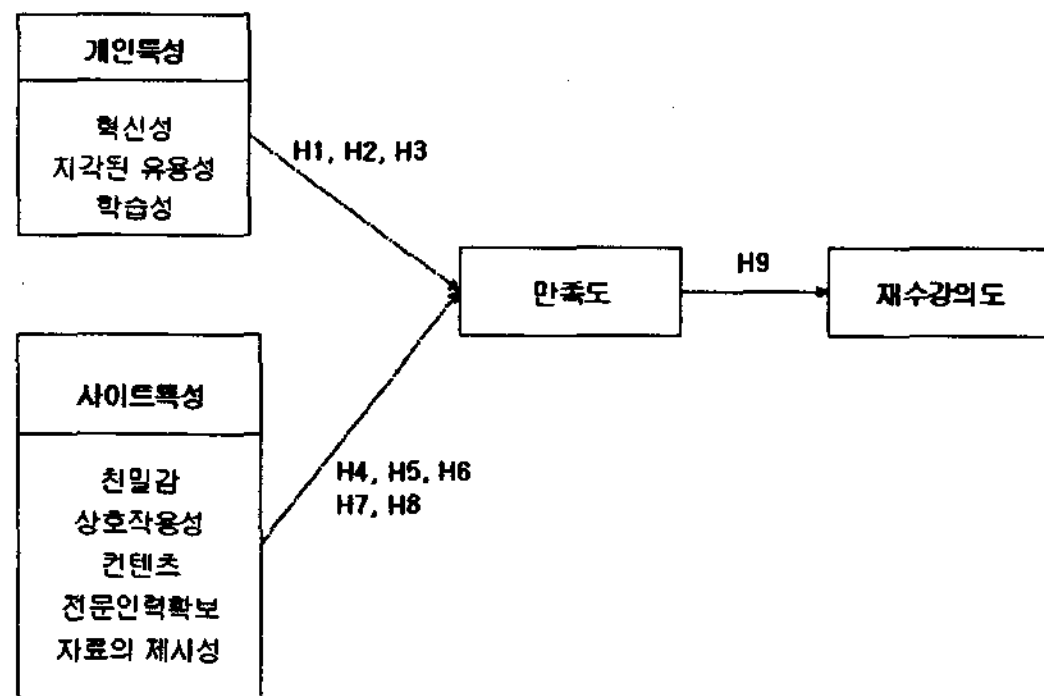 개인특성
혁신성
지각된 유용성
학습성
H1, H2, H3
만족도
H9
재수강의도
사이트특성
친밀감
상호작용성
컨텐츠
전문인력확보
자료의 제시성
H4, H5, H6
H7, H8